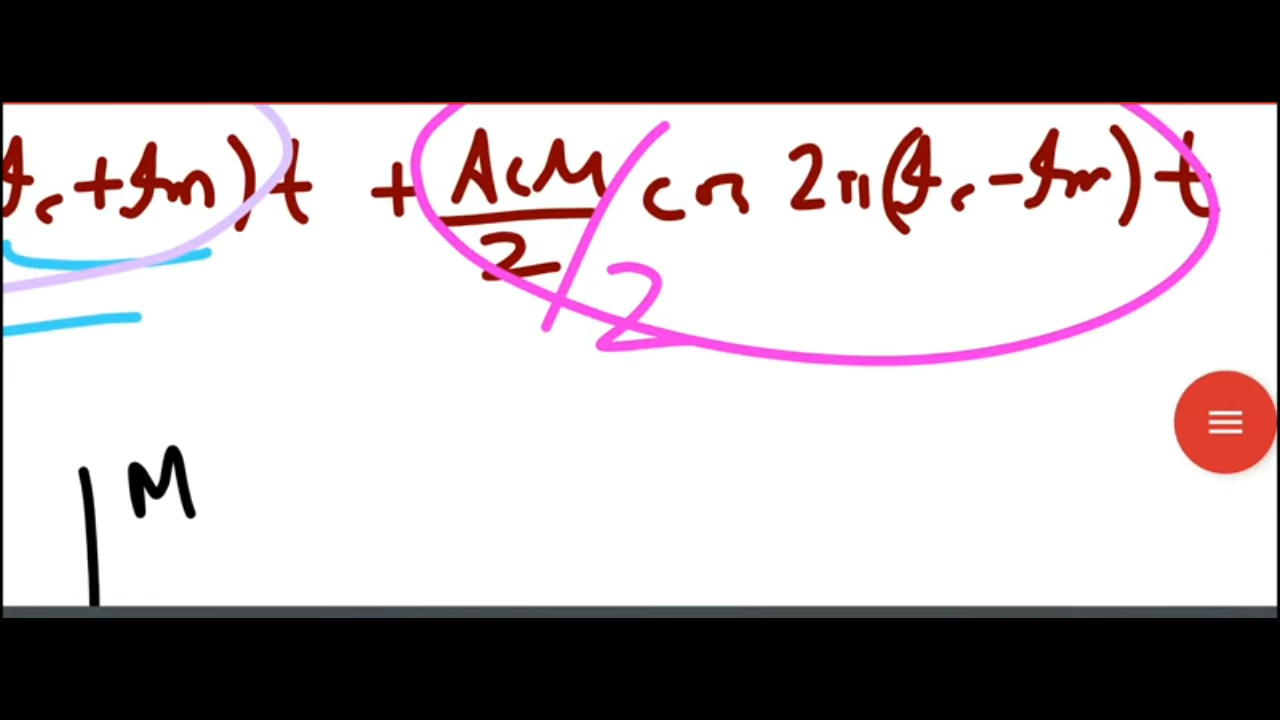 fc + fm) t + AcM/2 cos 2π(fc - fm) t
/2
M